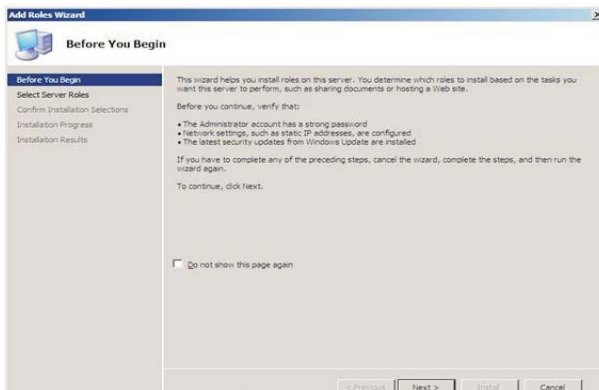 Add Roles Wizard
Before You Begin
Before You Begin
Select Server Roles
Confirm Installation Selections
Installation Progress
Installation Results
This wizard helps you install roles on this server. You determine which roles to install based on the tasks you
want this server to perform, such as sharing documents or hosting a Web site.
Before you continue, verify that:
• The Administrator account has a strong password
• Network settings, such as static IP addresses, are configured
• The latest security updates from Windows Update are installed
If you have to complete any of the preceding steps, cancel the wizard, complete the steps, and then run the
wizard again.
To continue, click Next.
Do not show this page again
< Previous
Next >
Install
Cancel